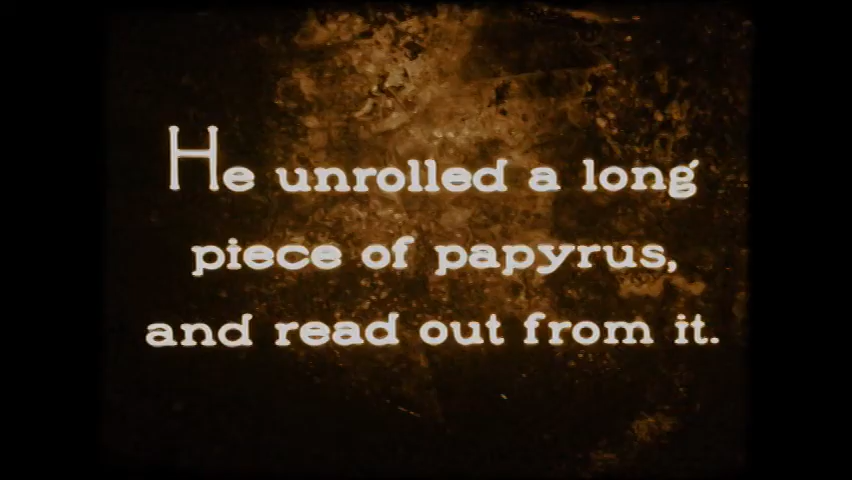 He unrolled a long
piece of papyrus,
and read out from it.